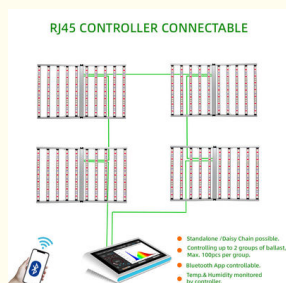 RJ45 CONTROLLER CONNECTABLE
Standalone /Daisy Chain possible.
Controlling up to 2 groups of ballast,
Max. 100pcs per group.
Bluetooth App controllable.
Temp.& Humidity monitored
by controller.